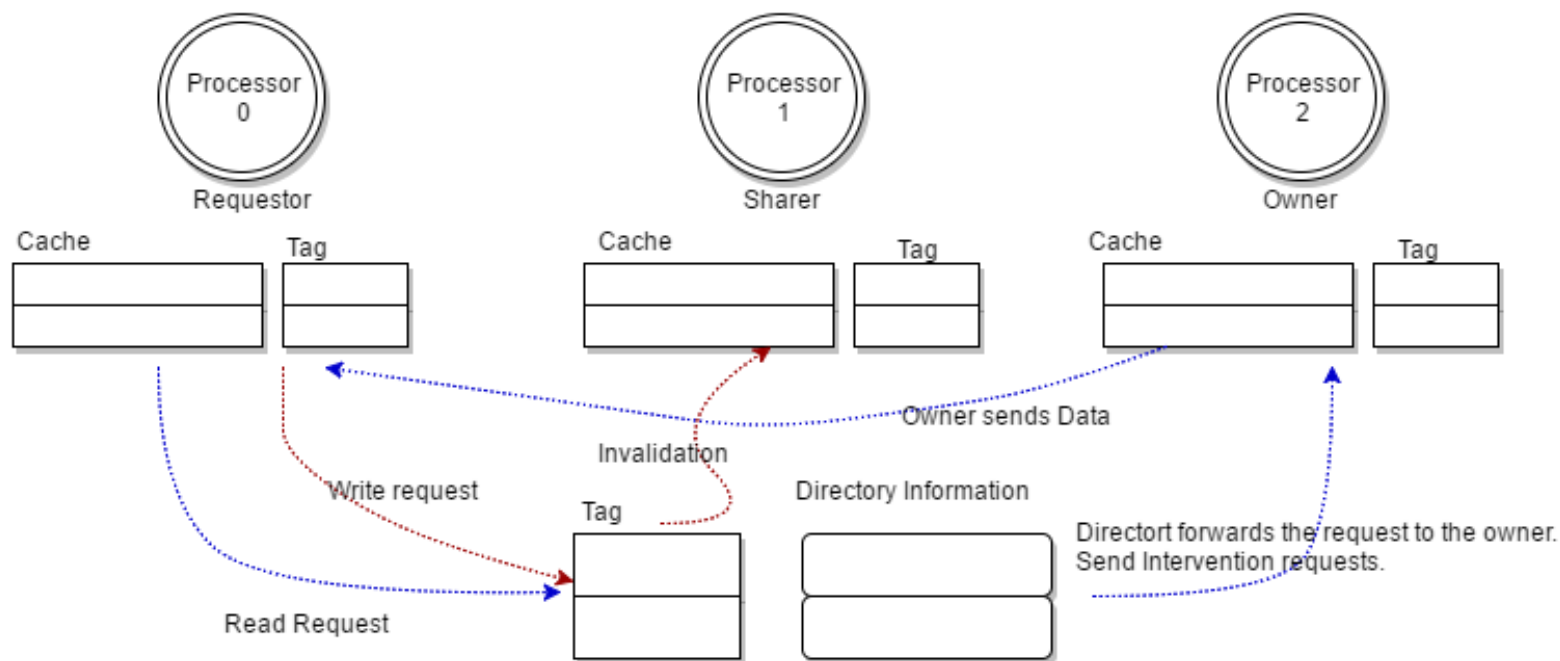 Processor
0
Processor
1
Processor
2
Requestor
Sharer
Owner
Cache
Tag
Cache
Tag
Cache
Tag
Owner sends Data
Invalidation
Write request
Directory Information
Tag
Directort forwards the request to the owner.
Send Intervention requests.
Read Request